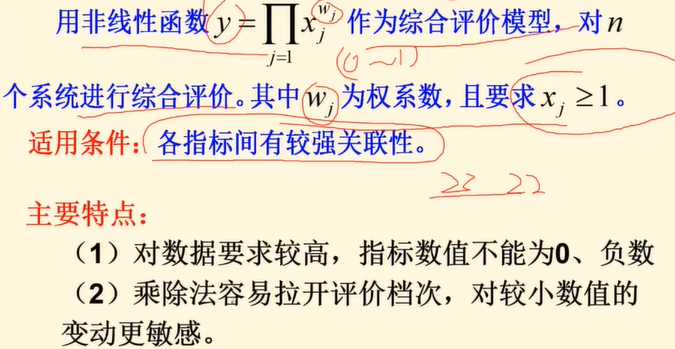 用非线性函数 y = ∏ x_j^{w_j} 作为综合评价模型，对 n
j=1
(0~1)
个系统进行综合评价。其中 w_j 为权系数，且要求 x_j ≥ 1 。
适用条件：各指标间有较强关联性。
23 22
主要特点：
（1）对数据要求较高，指标数值不能为0、负数
（2）乘除法容易拉开评价档次，对较小数值的
变动更敏感。